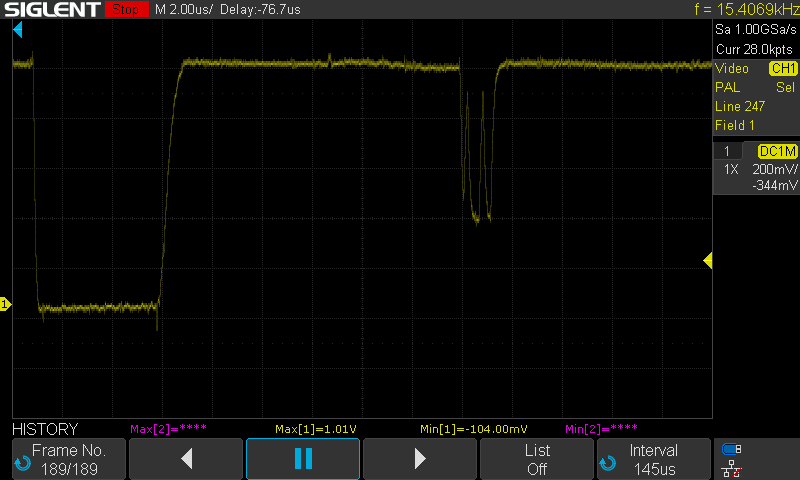 SIGLENT Stop M 2.00us/ Delay:-76.7us f = 15.4069kHz
Sa 1.00GSa/s
Curr 28.0kpts
Video CH1
PAL Sel
Line 247
Field 1
1 DC1M
1X 200mV/
-344mV
1
HISTORY Max[2]=**** Max[1]=1.01V Min[1]=-104.00mV Min[2]=****
Frame No. List Interval
189/189 Off 145us